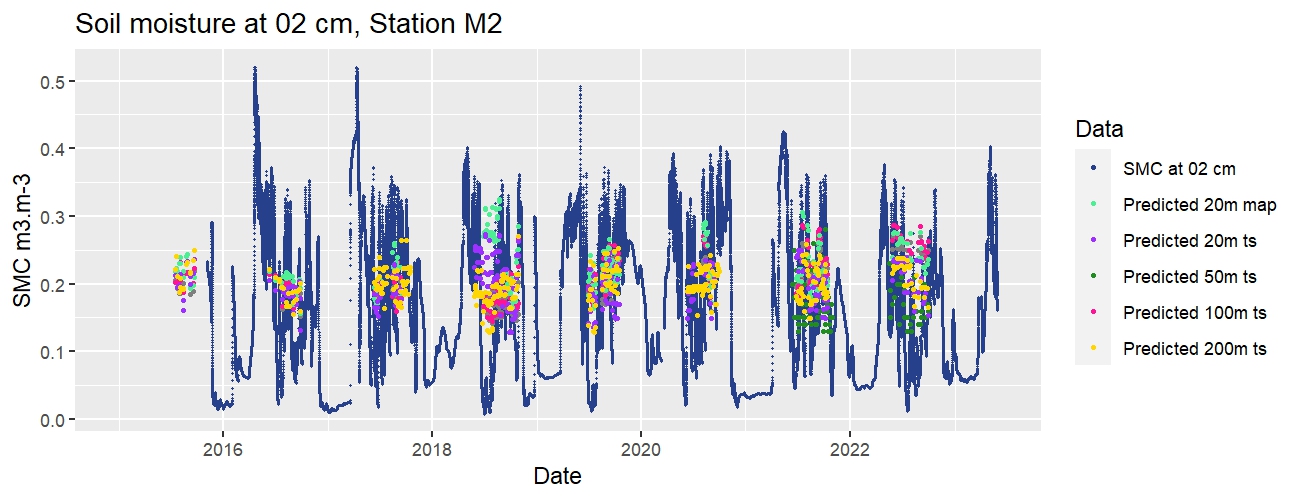 Soil moisture at 02 cm, Station M2
SMC m3.m-3
0.5
0.4
0.3
0.2
0.1
0.0
2016
2018
2020
2022
Date
Data
SMC at 02 cm
Predicted 20m map
Predicted 20m ts
Predicted 50m ts
Predicted 100m ts
Predicted 200m ts